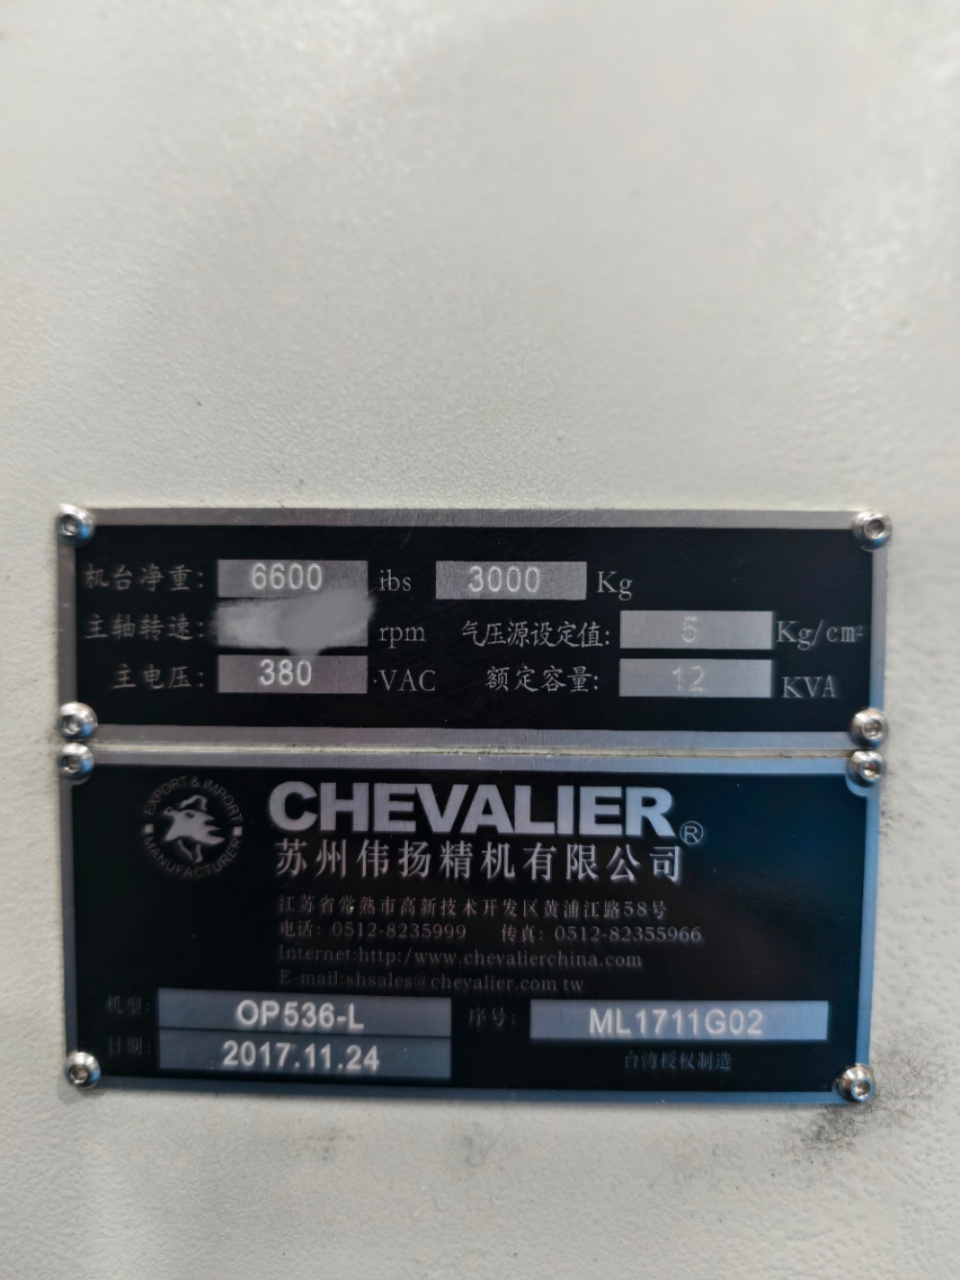 机台净重: 6600 ibs 3000 Kg
主轴转速: rpm 气压源设定值: 5 Kg/cm²
主电压: 380 VAC 额定容量: 12 KVA
EXPORT & IMPORT
MANUFACTURER
CHEVALIER®
苏州伟扬精机有限公司
江苏省常熟市高新技术开发区黄浦江路58号
电话: 0512-8235999 传真: 0512-82355966
Internet:http:/www.chevalierchina.com
E-mail:shsales@chevalier.com tw
机型: OP536-L 序号: ML1711G02
日期: 2017.11.24 台湾授权制造